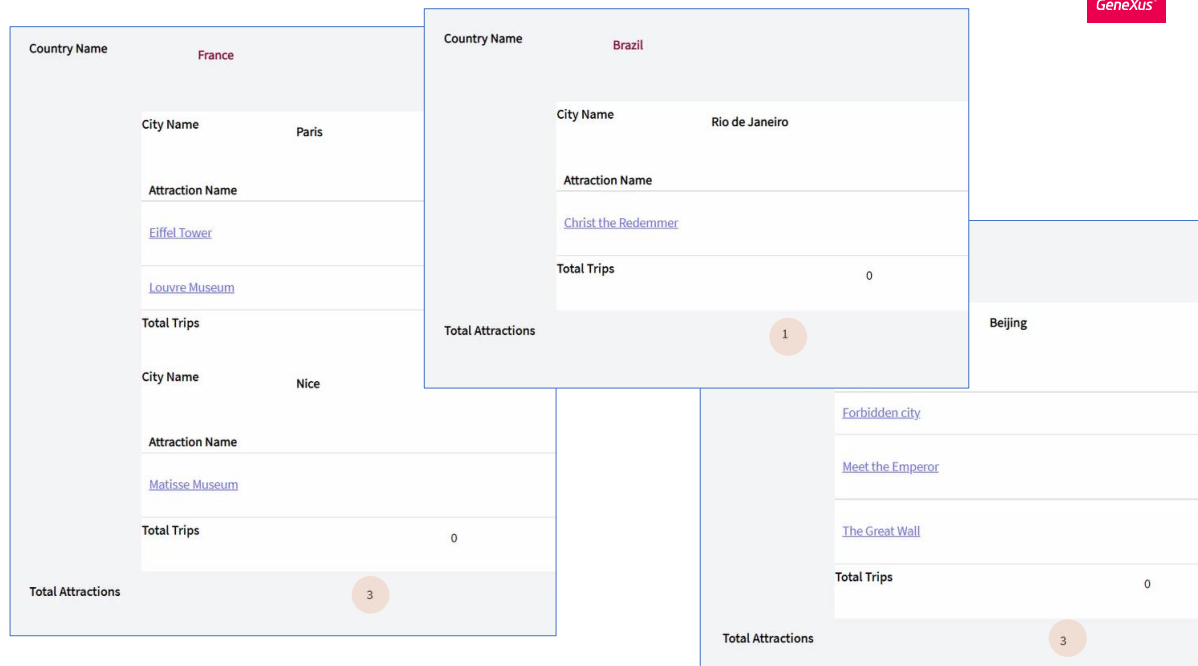 GeneXus
Country Name France
City Name Paris
Attraction Name
Eiffel Tower
Louvre Museum
Total Trips
City Name Nice
Attraction Name
Matisse Museum
Total Trips 0
Total Attractions 3
Country Name Brazil
City Name Rio de Janeiro
Attraction Name
Christ the Redemmer
Total Trips 0
Total Attractions 1
Beijing
Forbidden city
Meet the Emperor
The Great Wall
Total Trips 0
Total Attractions 3